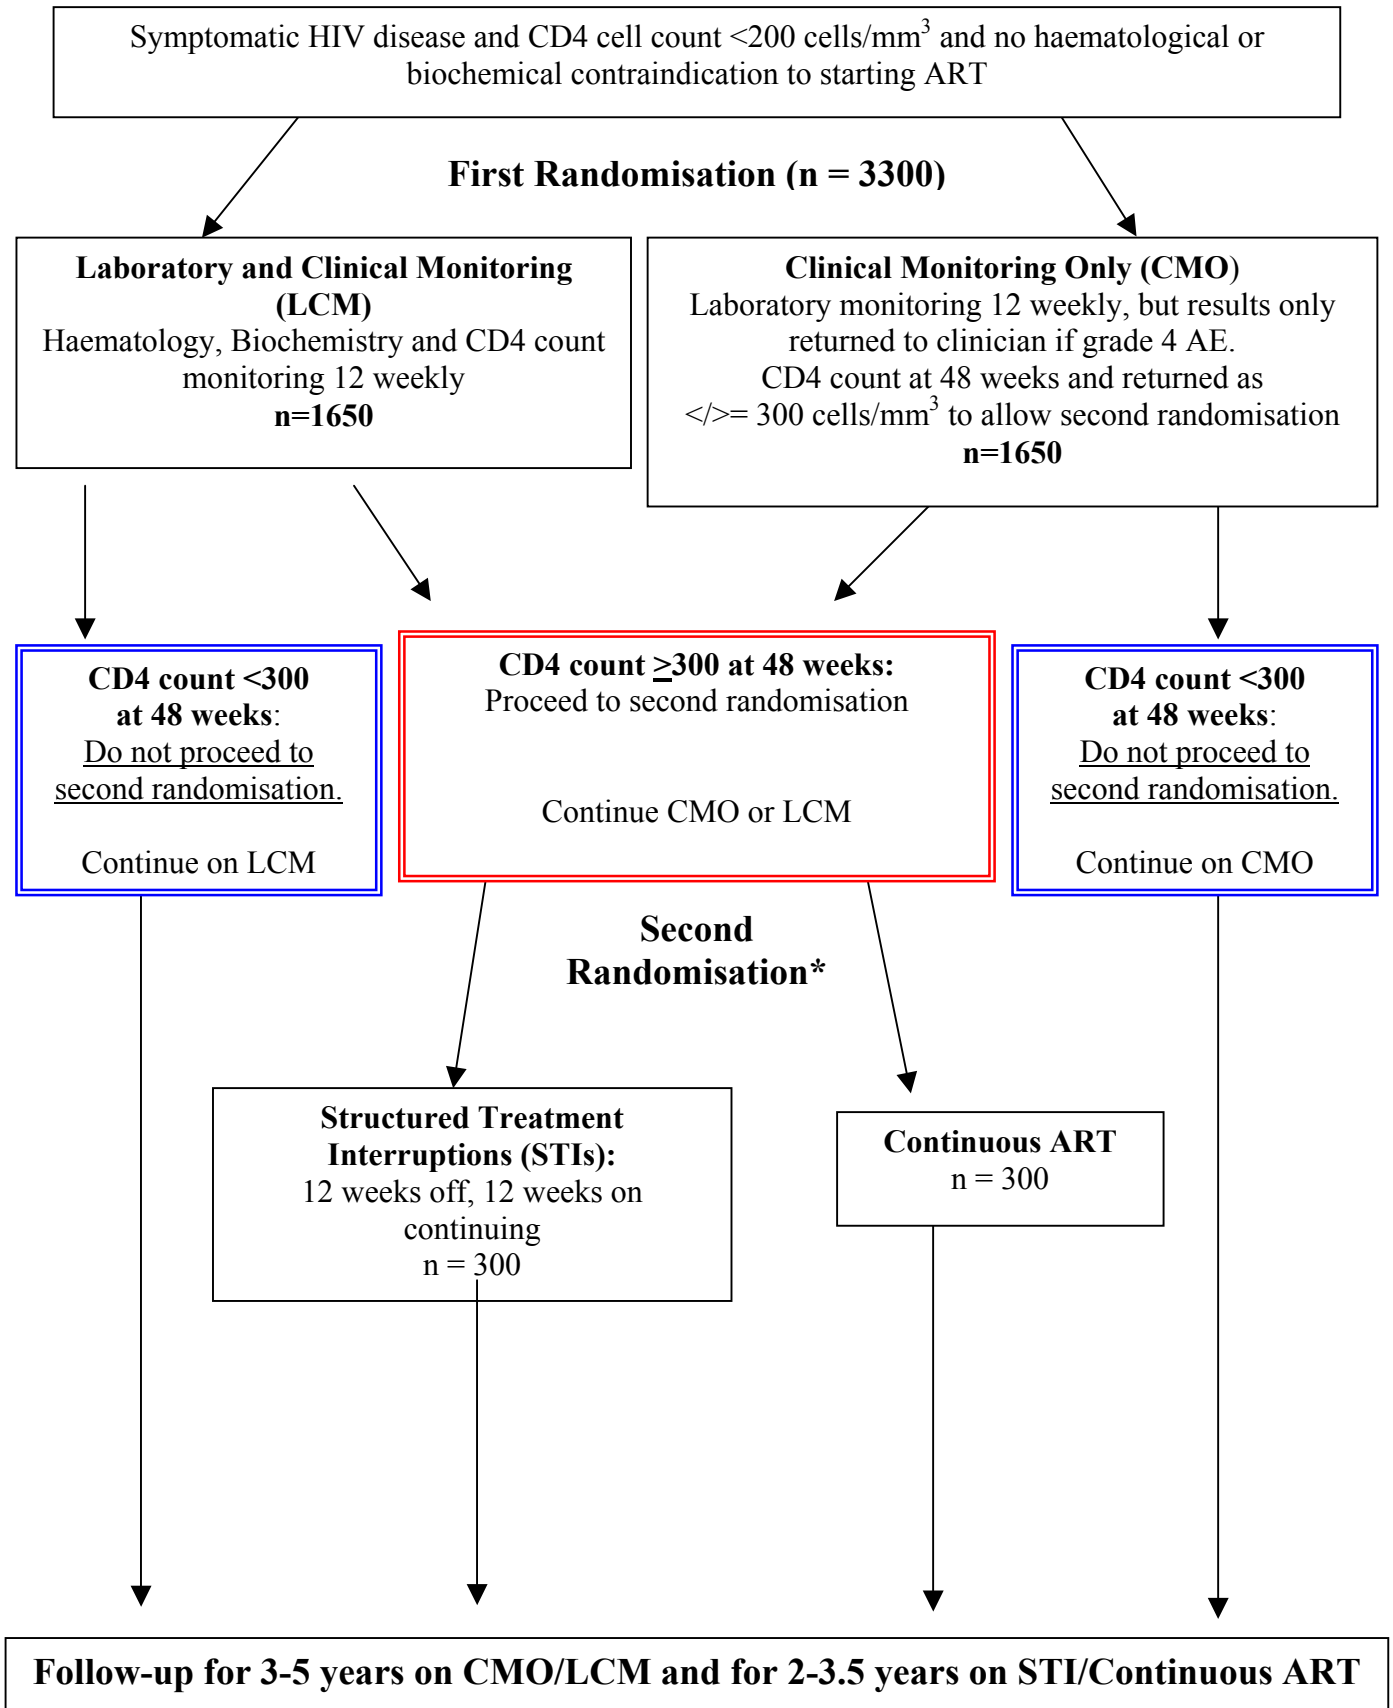 Symptomatic HIV disease and CD4 cell count <200 cells/mm³ and no haematological or
biochemical contraindication to starting ART
First Randomisation (n = 3300)
Laboratory and Clinical Monitoring
(LCM)
Haematology, Biochemistry and CD4 count
monitoring 12 weekly
n=1650
Clinical Monitoring Only (CMO)
Laboratory monitoring 12 weekly, but results only
returned to clinician if grade 4 AE.
CD4 count at 48 weeks and returned as
</>= 300 cells/mm³ to allow second randomisation
n=1650
CD4 count <300
at 48 weeks:
Do not proceed to
second randomisation.
Continue on LCM
CD4 count ≥300 at 48 weeks:
Proceed to second randomisation
Continue CMO or LCM
CD4 count <300
at 48 weeks:
Do not proceed to
second randomisation.
Continue on CMO
Second
Randomisation*
Structured Treatment
Interruptions (STIs):
12 weeks off, 12 weeks on
continuing
n = 300
Continuous ART
n = 300
Follow-up for 3-5 years on CMO/LCM and for 2-3.5 years on STI/Continuous ART